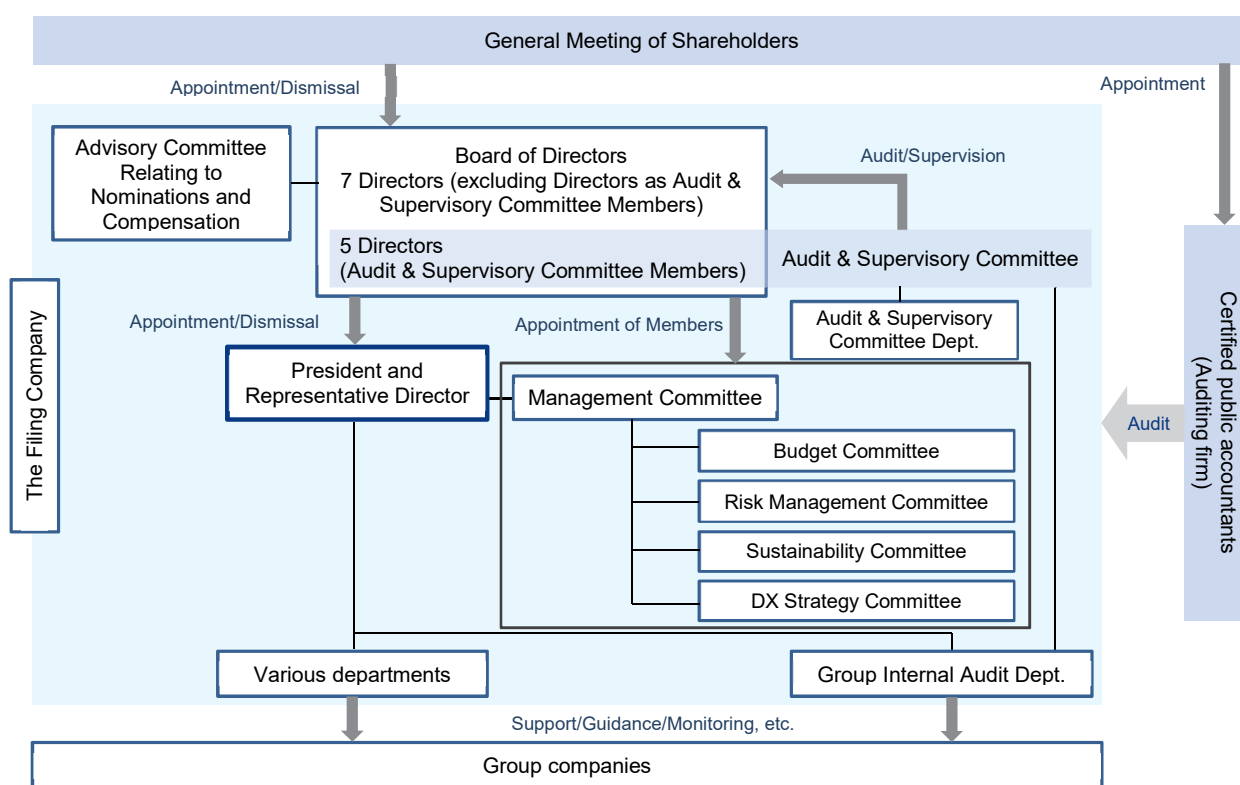 General Meeting of Shareholders
Appointment/Dismissal
Appointment
Advisory Committee
Relating to
Nominations and
Compensation
Board of Directors
7 Directors (excluding Directors as Audit &
Supervisory Committee Members)
Audit/Supervision
5 Directors
(Audit & Supervisory Committee Members)
Audit & Supervisory Committee
Appointment/Dismissal
Appointment of Members
Audit & Supervisory
Committee Dept.
The Filing Company
President and
Representative Director
Management Committee
Budget Committee
Risk Management Committee
Sustainability Committee
DX Strategy Committee
Audit
Certified public accountants
(Auditing firm)
Various departments
Group Internal Audit Dept.
Support/Guidance/Monitoring, etc.
Group companies